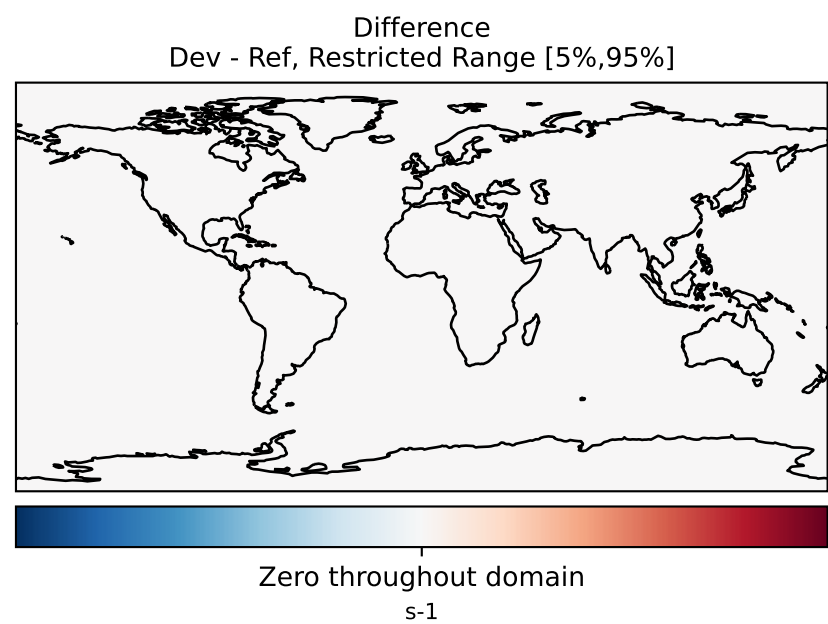 Difference
Dev - Ref, Restricted Range [5%,95%]
Zero throughout domain
s-1